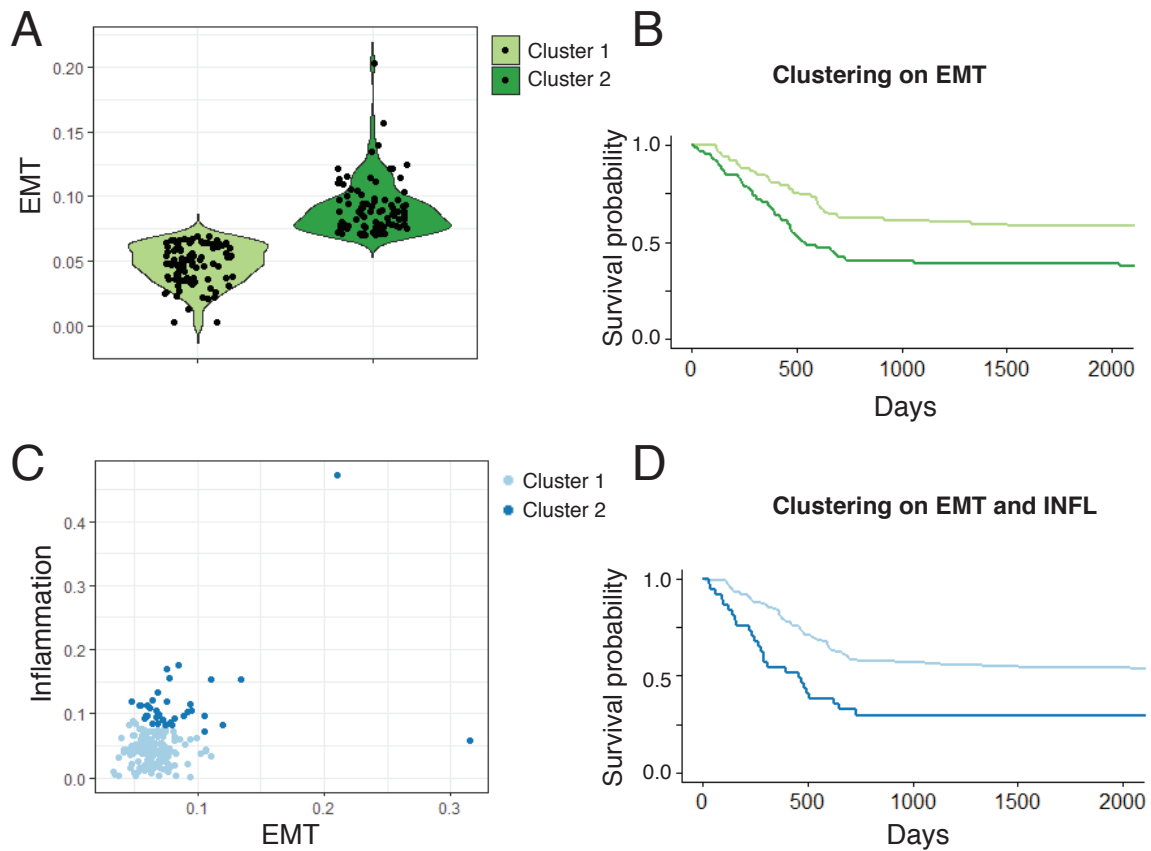 A
EMT
0.20
0.15
0.10
0.05
0.00
Cluster 1
Cluster 2
B
Clustering on EMT
Survival probability
1.0
0.5
0.0
0 500 1000 1500 2000
Days
C
Inflammation
0.4
0.3
0.2
0.1
0.0
0.1 0.2 0.3
EMT
Cluster 1
Cluster 2
D
Clustering on EMT and INFL
Survival probability
1.0
0.5
0.0
0 500 1000 1500 2000
Days